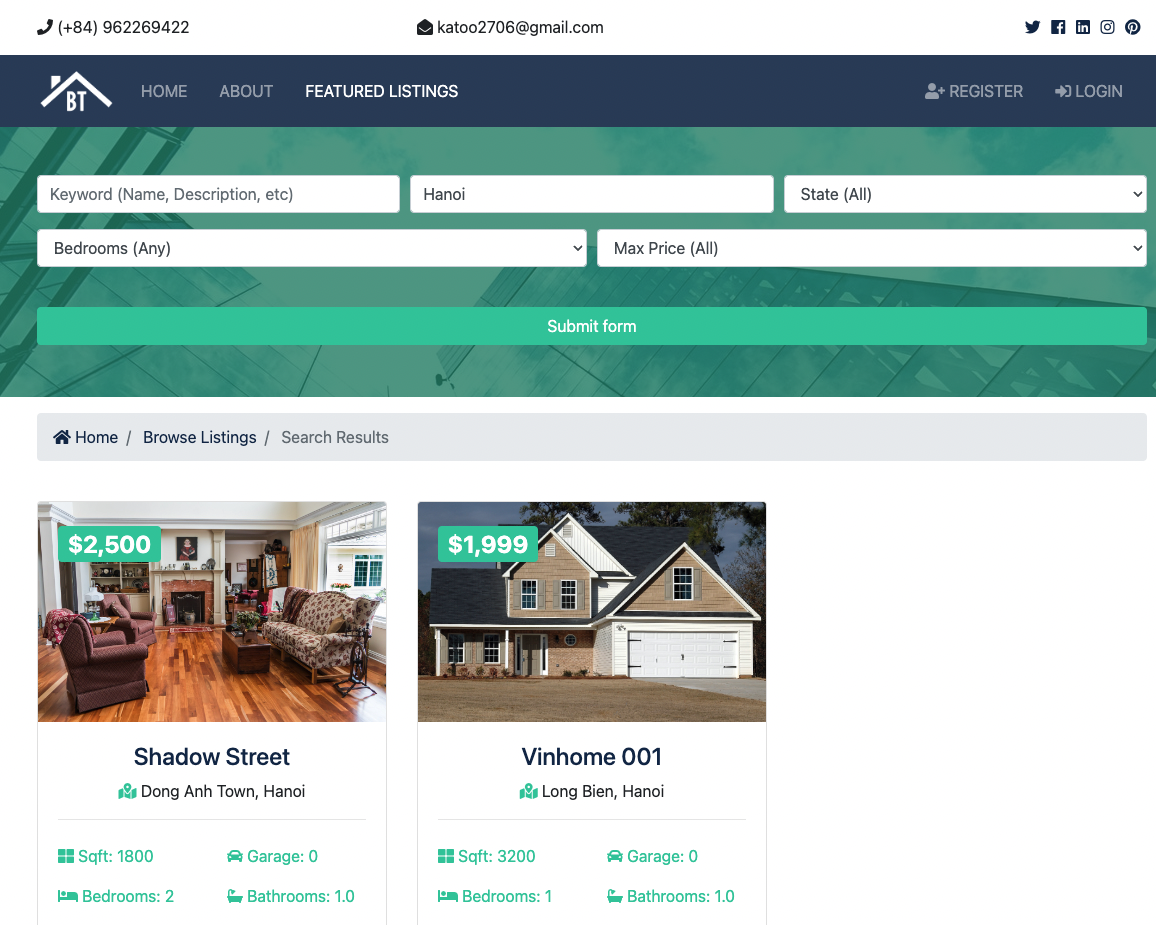 (+84) 962269422 katoo2706@gmail.com
BT HOME ABOUT FEATURED LISTINGS REGISTER LOGIN
Keyword (Name, Description, etc) Hanoi State (All)
Bedrooms (Any) Max Price (All)
Submit form
Home / Browse Listings / Search Results
$2,500
Shadow Street
Dong Anh Town, Hanoi
Sqft: 1800 Garage: 0
Bedrooms: 2 Bathrooms: 1.0
$1,999
Vinhome 001
Long Bien, Hanoi
Sqft: 3200 Garage: 0
Bedrooms: 1 Bathrooms: 1.0